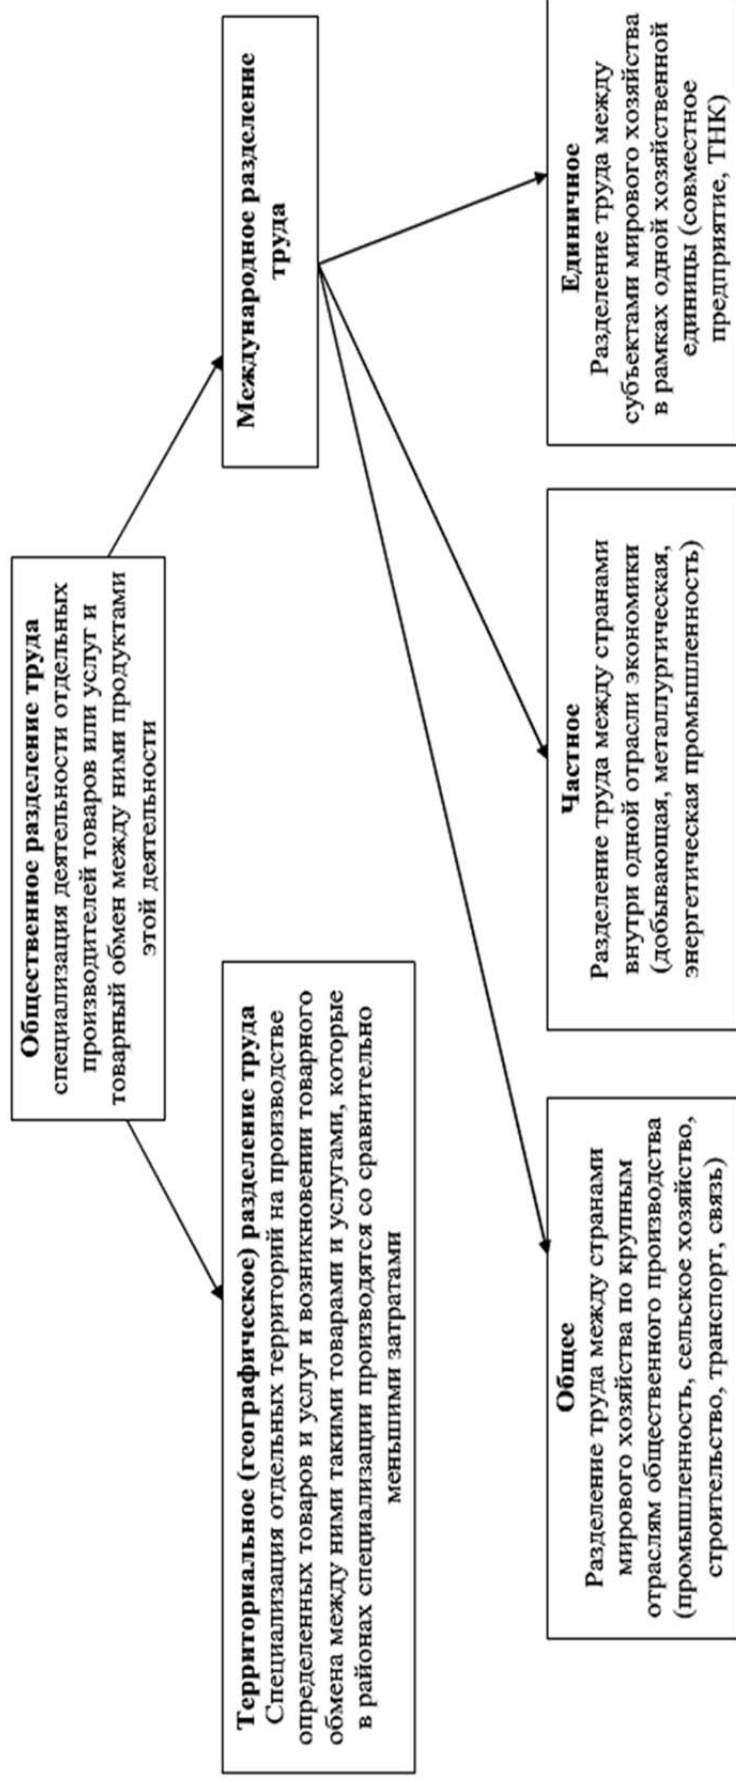 Общественное разделение труда
специализация деятельности отдельных
производителей товаров или услуг и
товарный обмен между ними продуктами
этой деятельности
Территориальное (географическое) разделение труда
Специализация отдельных территорий на производстве
определенных товаров и услуг и возникновении товарного
обмена между ними такими товарами и услугами, которые
в районах специализации производятся со сравнительно
меньшими затратами
Международное разделение
труда
Общее
Разделение труда между странами
мирового хозяйства по крупным
отраслям общественного производства
(промышленность, сельское хозяйство,
строительство, транспорт, связь)
Частное
Разделение труда между странами
внутри одной отрасли экономики
(добывающая, металлургическая,
энергетическая промышленность)
Единичное
Разделение труда между
субъектами мирового хозяйства
в рамках одной хозяйственной
единицы (совместное
предприятие, ТНК)